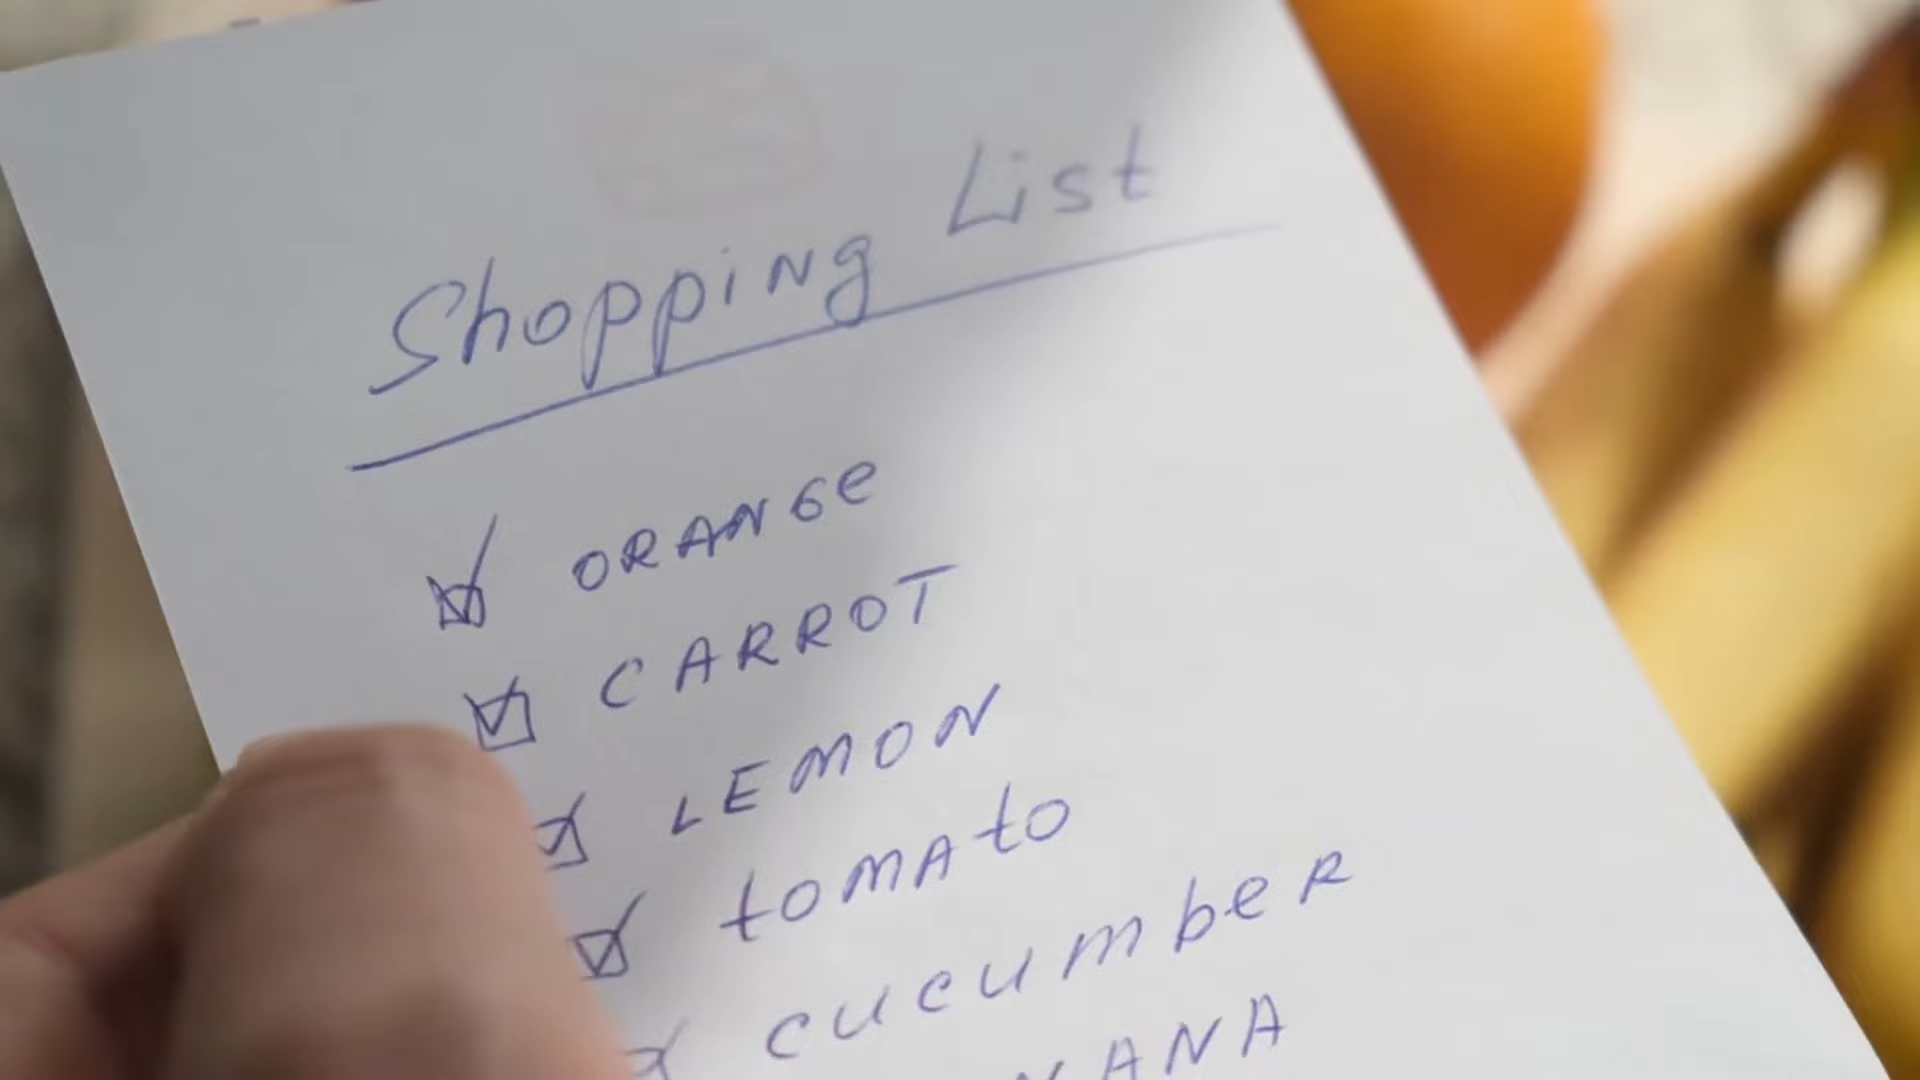 Shopping List
ORANGe
CARROT
LEMON
tomAto
cucumbeR